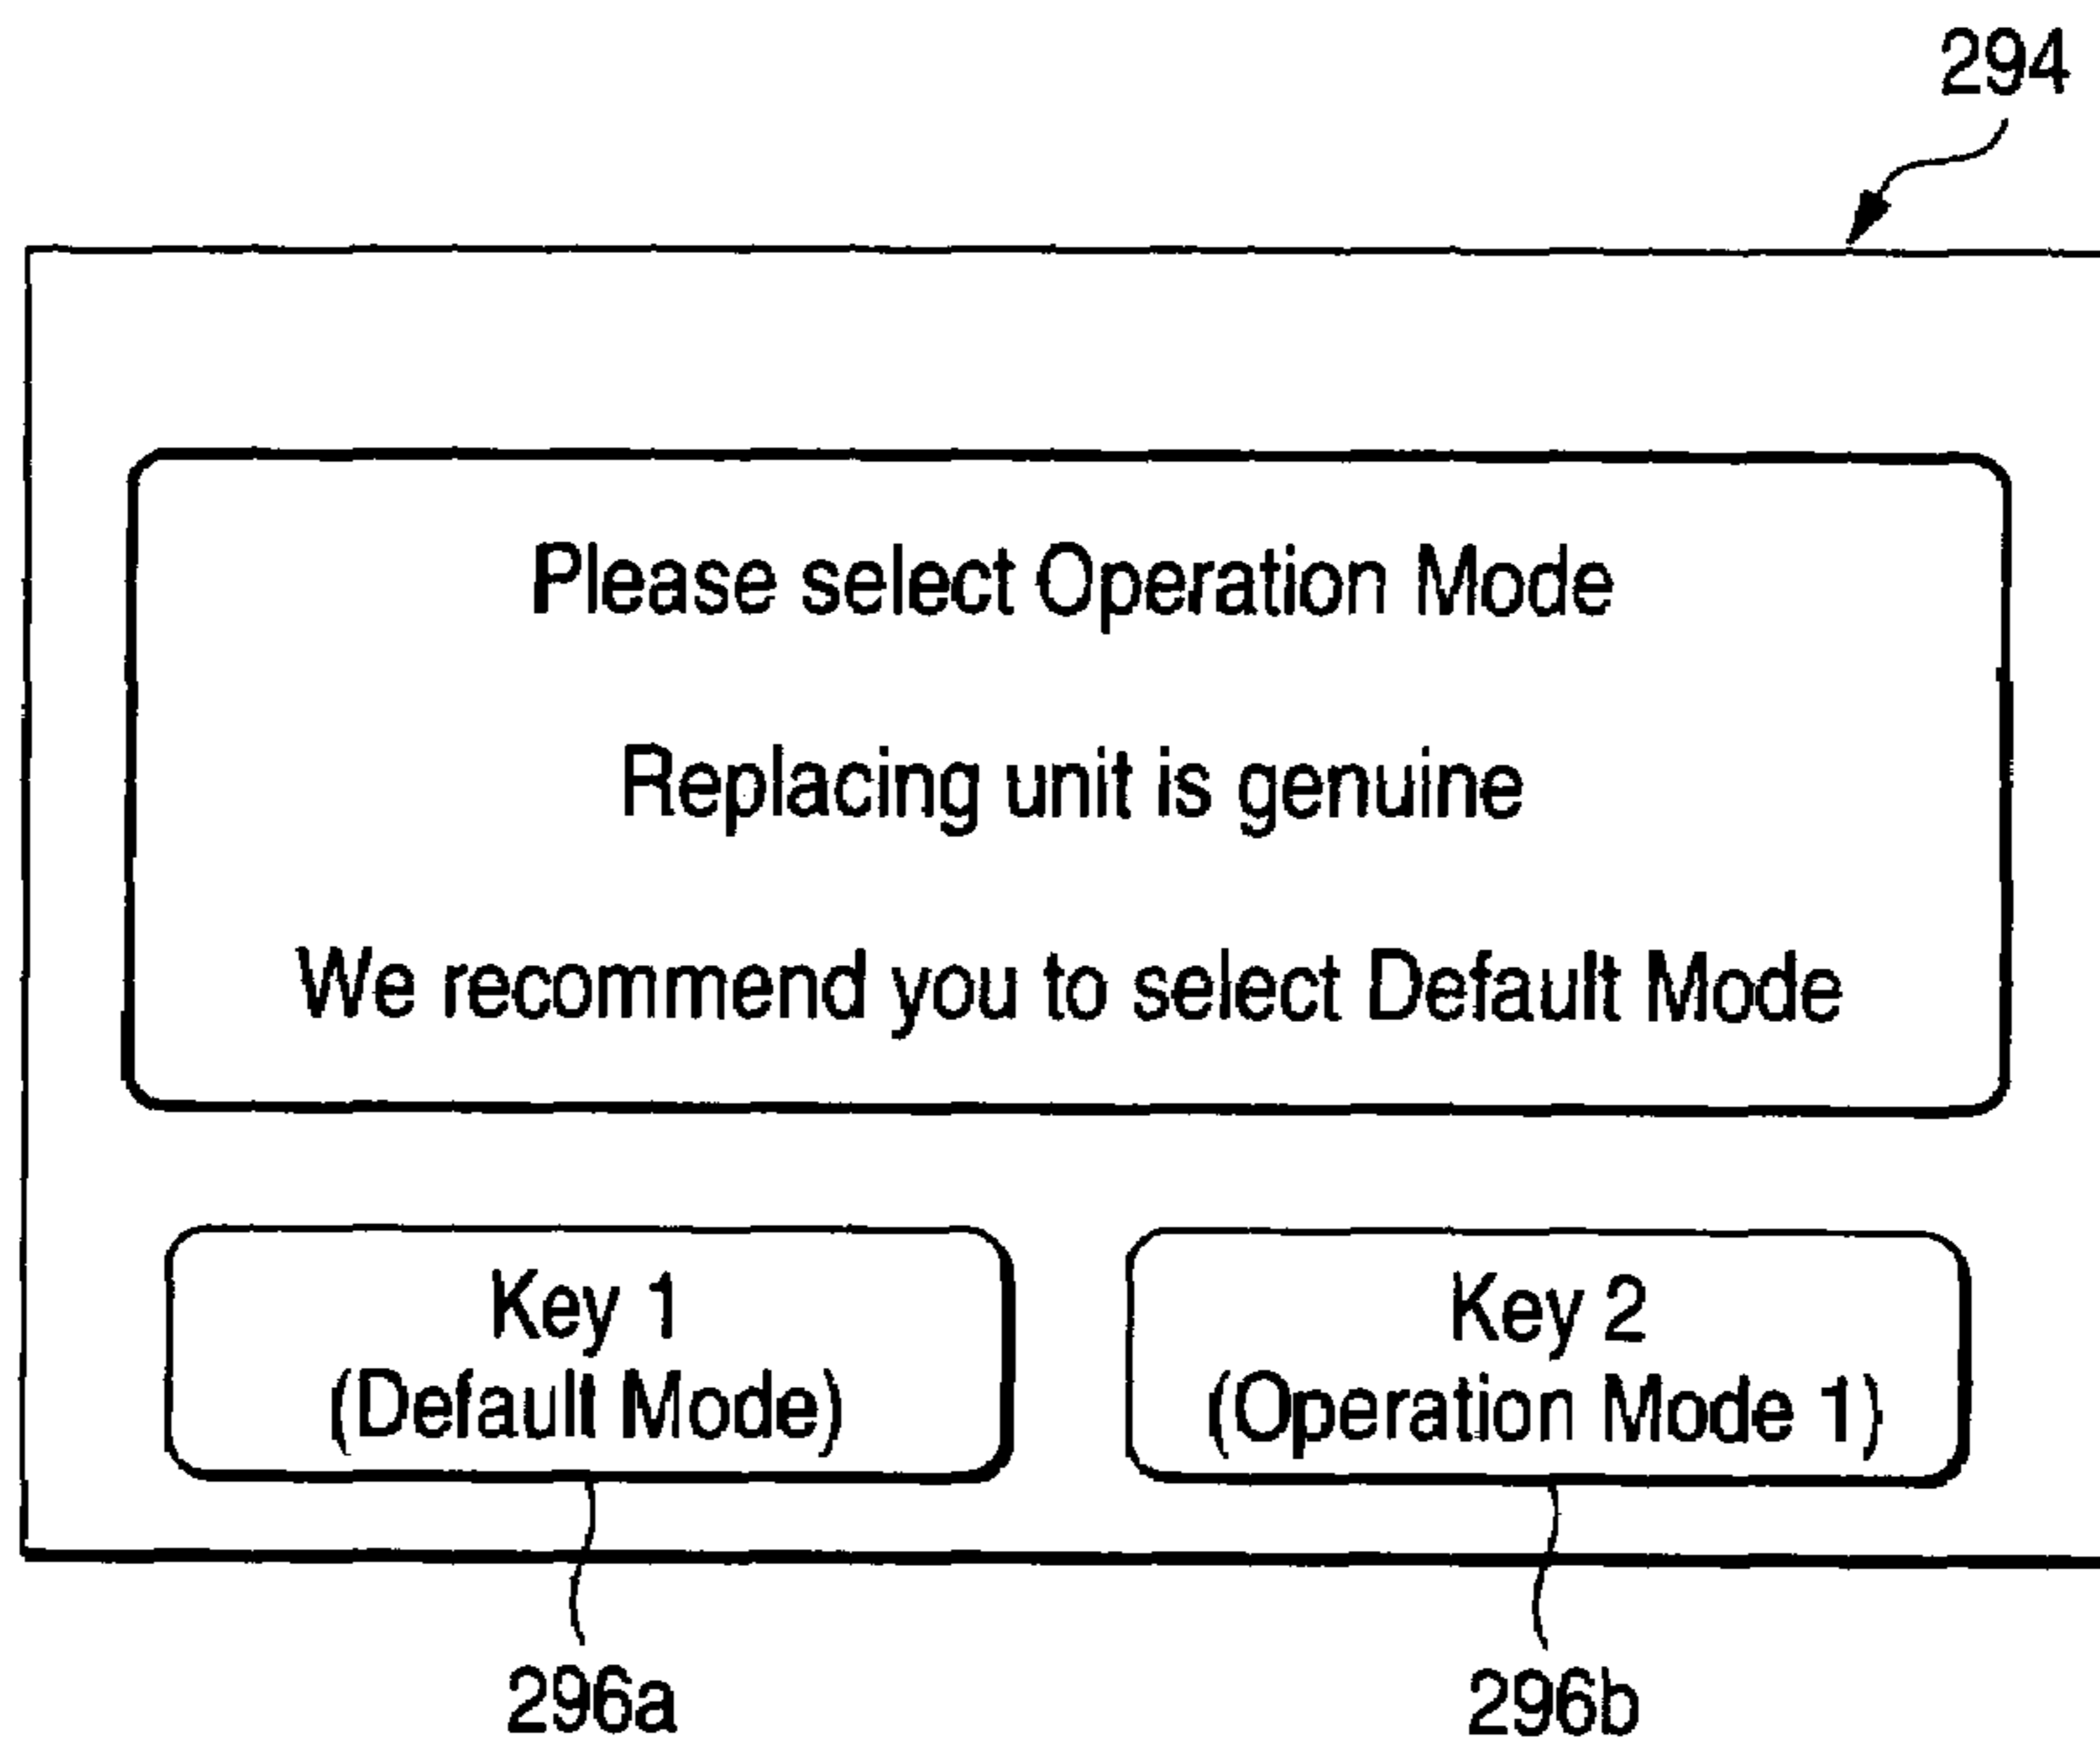 294
Please select Operation Mode
Replacing unit is genuine
We recommend you to select Default Mode
Key 1
(Default Mode)
Key 2
(Operation Mode 1)
296a
296b